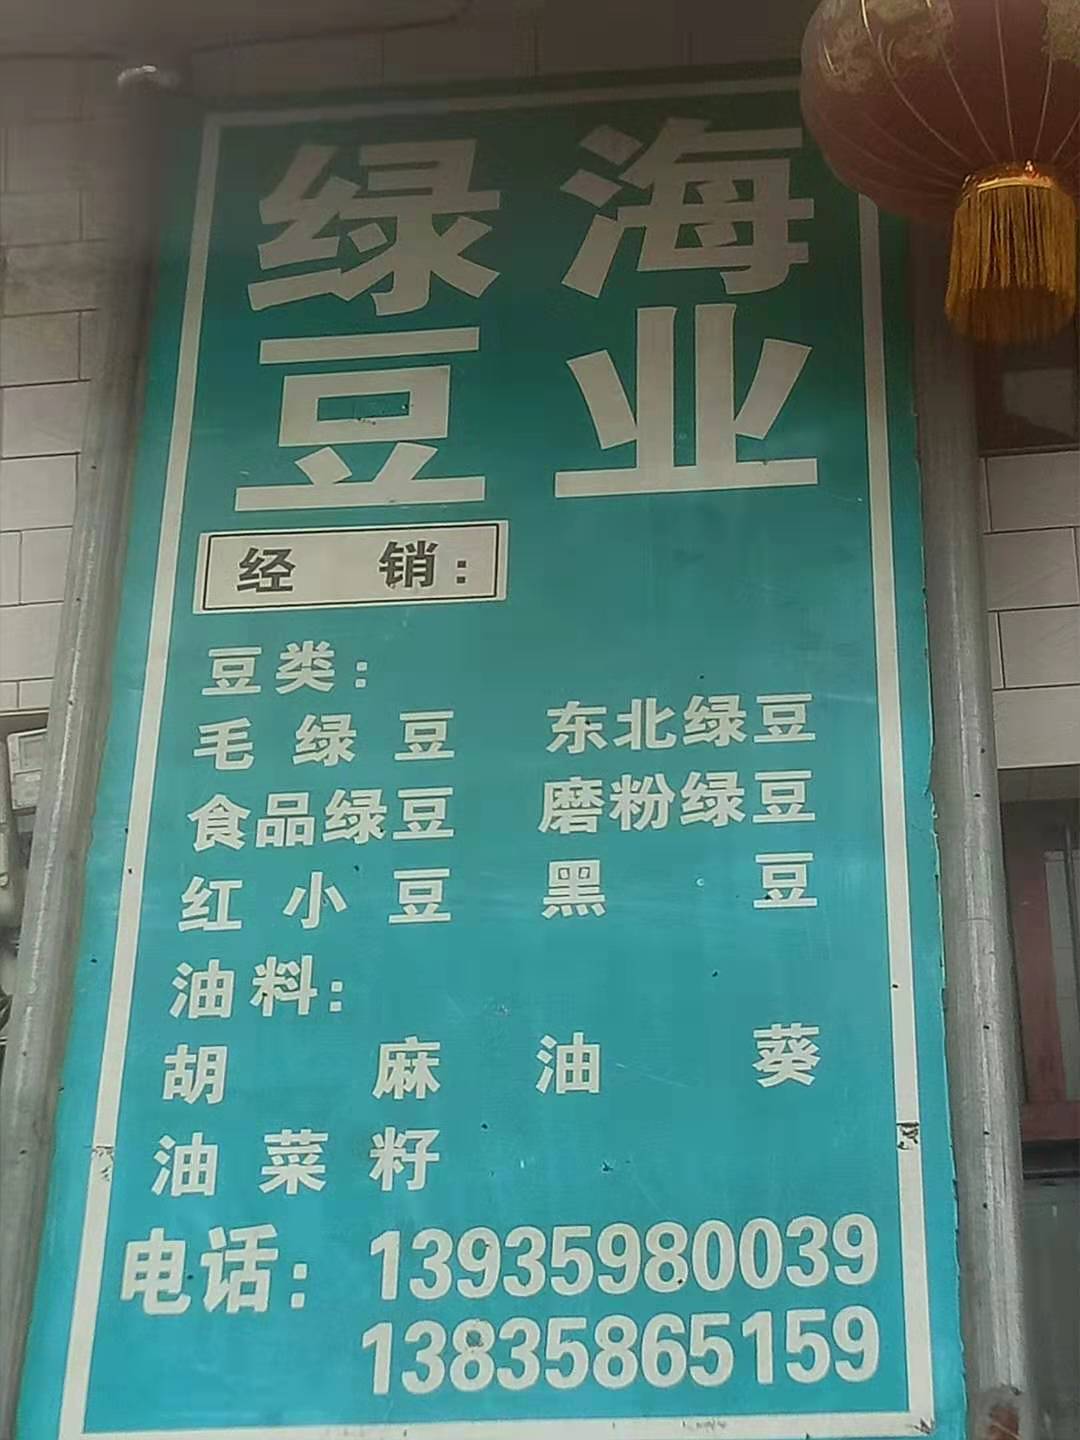 绿海
豆业
经销：
豆类：
毛绿豆 东北绿豆
食品绿豆 磨粉绿豆
红小豆 黑豆
油料：
胡麻 油葵
油菜籽
电话：13935980039
13835865159